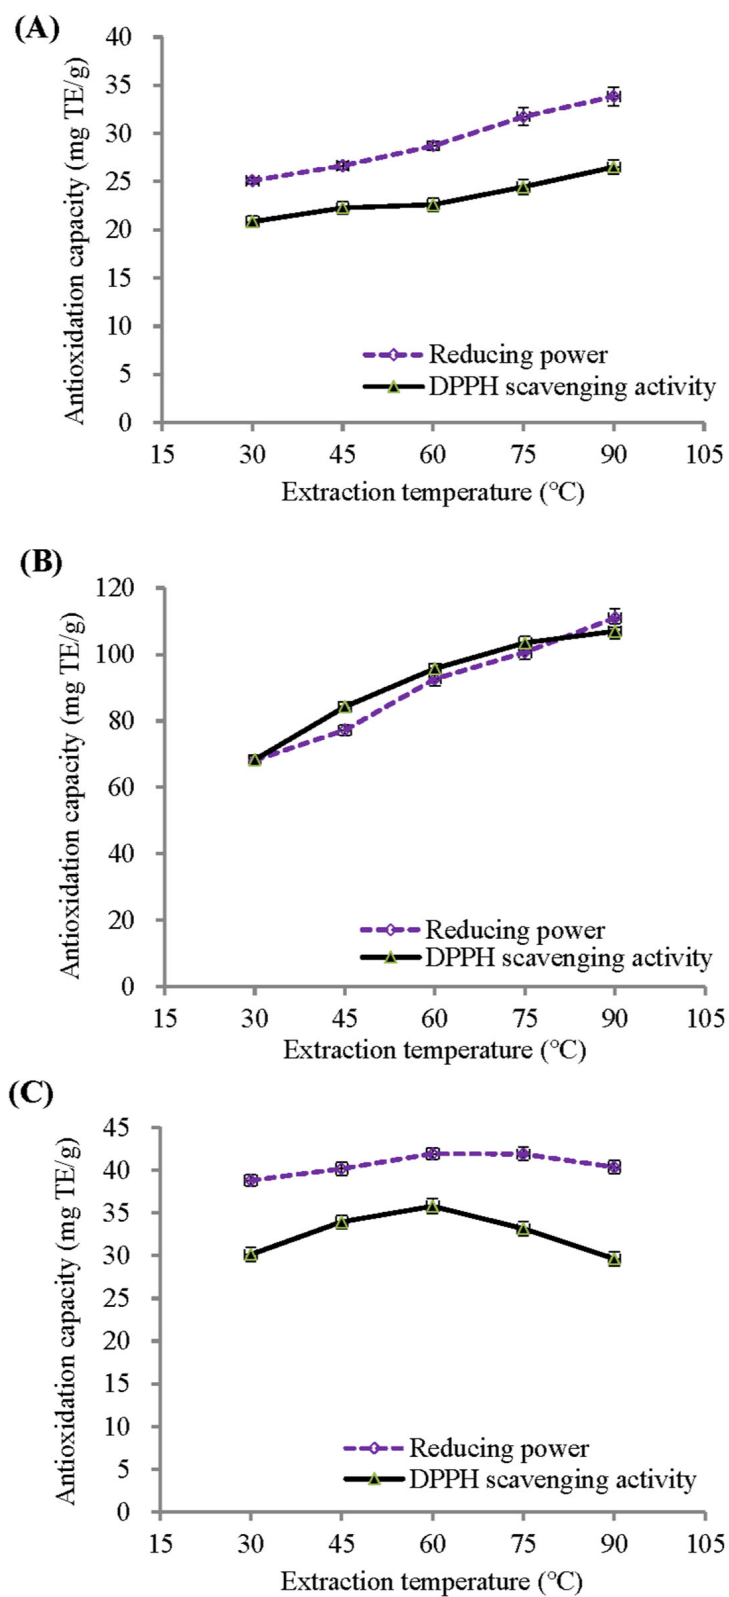 (A)
Antioxidation capacity (mg TE/g)
40
35
30
25
20
15
10
5
0
Reducing power
DPPH scavenging activity
15 30 45 60 75 90 105
Extraction temperature (°C)
(B)
Antioxidation capacity (mg TE/g)
120
100
80
60
40
20
0
Reducing power
DPPH scavenging activity
15 30 45 60 75 90 105
Extraction temperature (°C)
(C)
Antioxidation capacity (mg TE/g)
45
40
35
30
25
20
15
10
5
0
Reducing power
DPPH scavenging activity
15 30 45 60 75 90 105
Extraction temperature (°C)